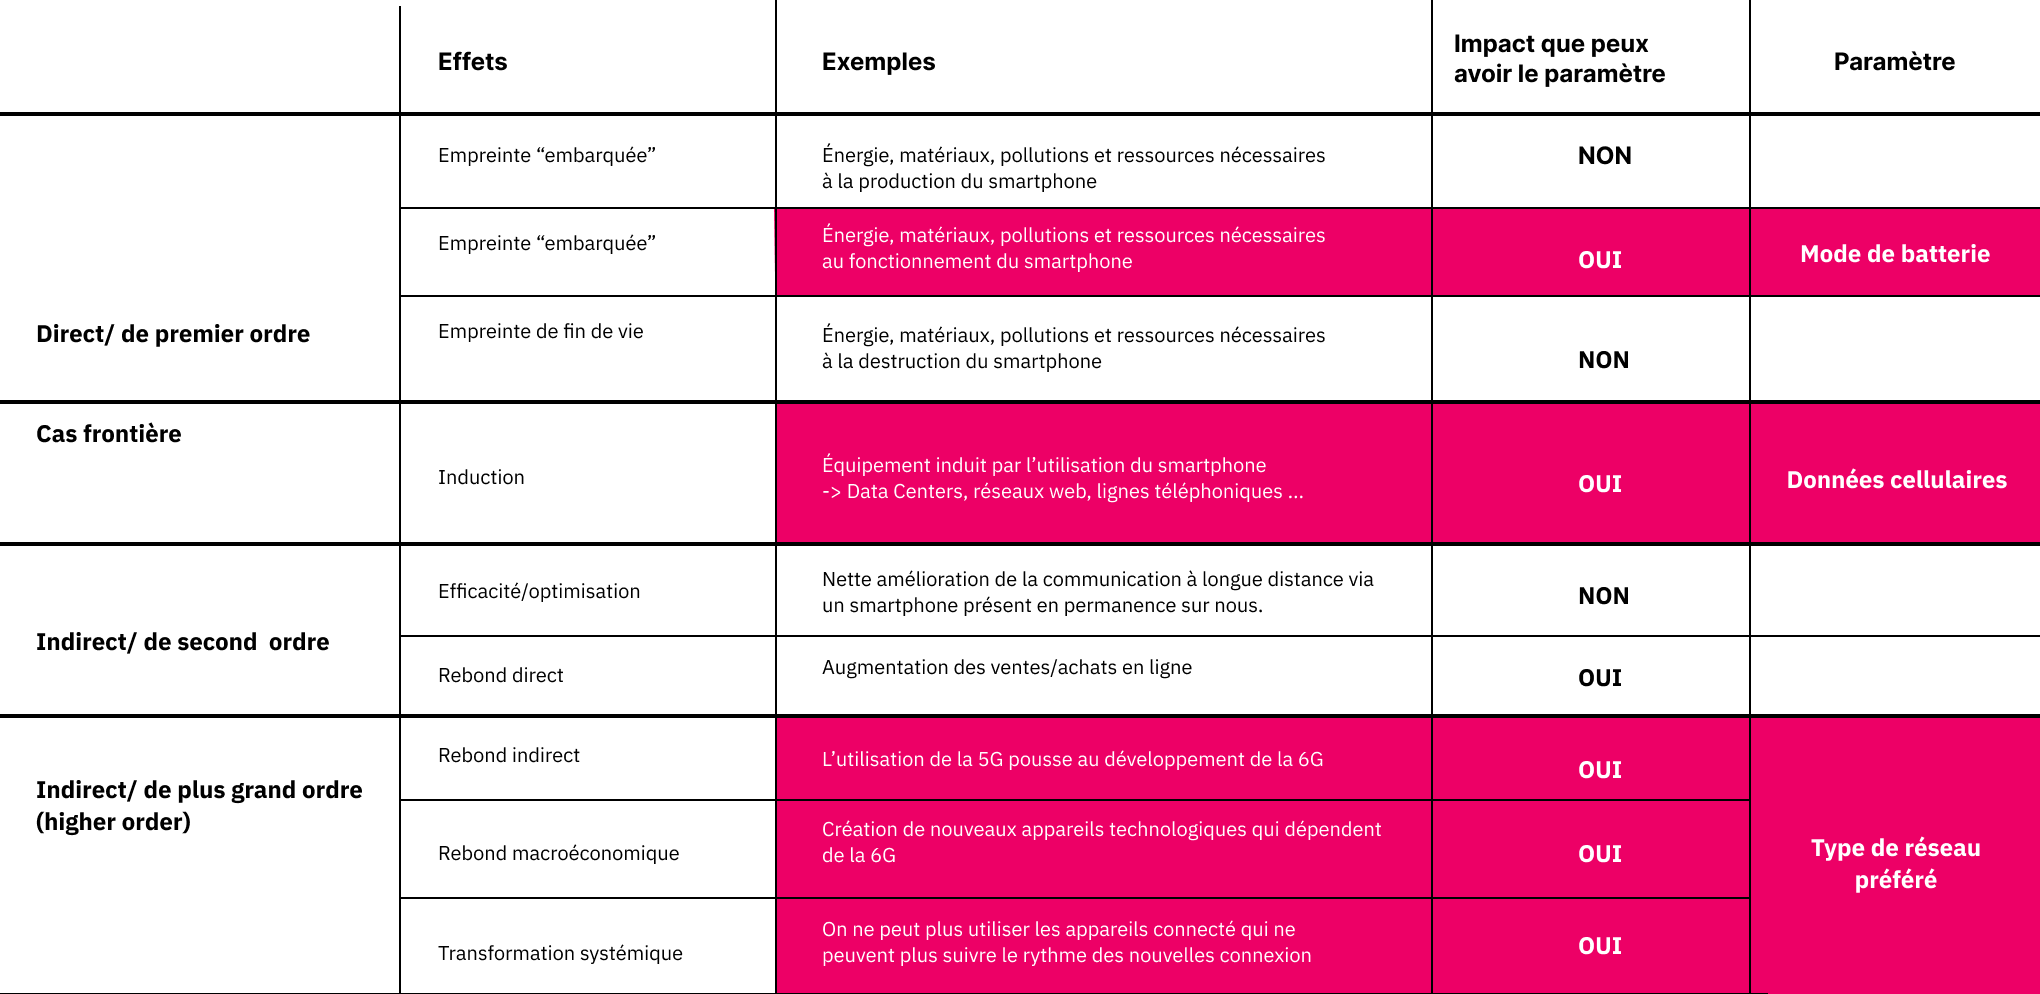 Effets
Exemples
Impact que peux
avoir le paramètre
Paramètre
Direct/ de premier ordre
Empreinte “embarquée”
Énergie, matériaux, pollutions et ressources nécessaires
à la production du smartphone
NON
Empreinte “embarquée”
Énergie, matériaux, pollutions et ressources nécessaires
au fonctionnement du smartphone
OUI
Mode de batterie
Empreinte de fin de vie
Énergie, matériaux, pollutions et ressources nécessaires
à la destruction du smartphone
NON
Cas frontière
Induction
Équipement induit par l’utilisation du smartphone
-> Data Centers, réseaux web, lignes téléphoniques ...
OUI
Données cellulaires
Indirect/ de second  ordre
Efficacité/optimisation
Nette amélioration de la communication à longue distance via
un smartphone présent en permanence sur nous.
NON
Rebond direct
Augmentation des ventes/achats en ligne
OUI
Indirect/ de plus grand ordre
(higher order)
Rebond indirect
L’utilisation de la 5G pousse au développement de la 6G
OUI
Rebond macroéconomique
Création de nouveaux appareils technologiques qui dépendent
de la 6G
OUI
Type de réseau
préféré
Transformation systémique
On ne peut plus utiliser les appareils connecté qui ne
peuvent plus suivre le rythme des nouvelles connexion
OUI